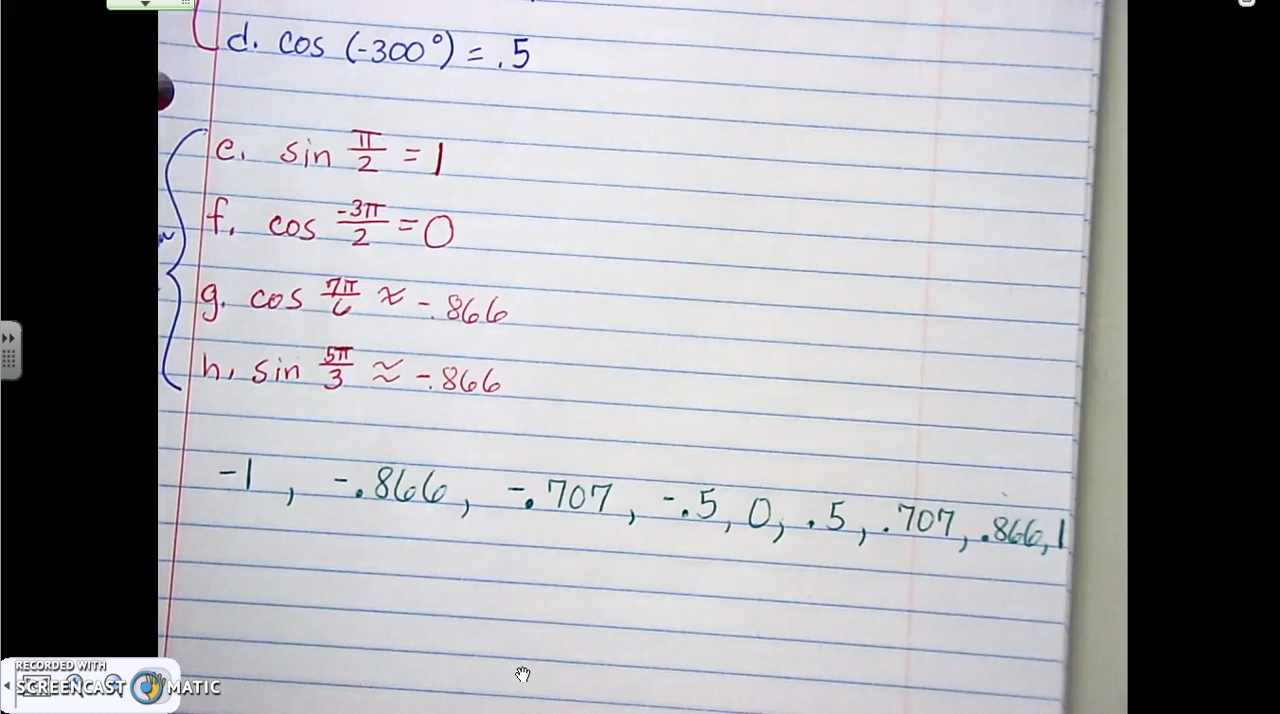 d. cos (-300°) = .5
e. sin π/2 = 1
f. cos -3π/2 = 0
g. cos 7π/6 ≈ -.866
h. sin 5π/3 ≈ -.866
-1, -.866, -.707, -.5, 0, .5, .707, .866, 1
RECORDED WITH
SCREENCAST MATIC